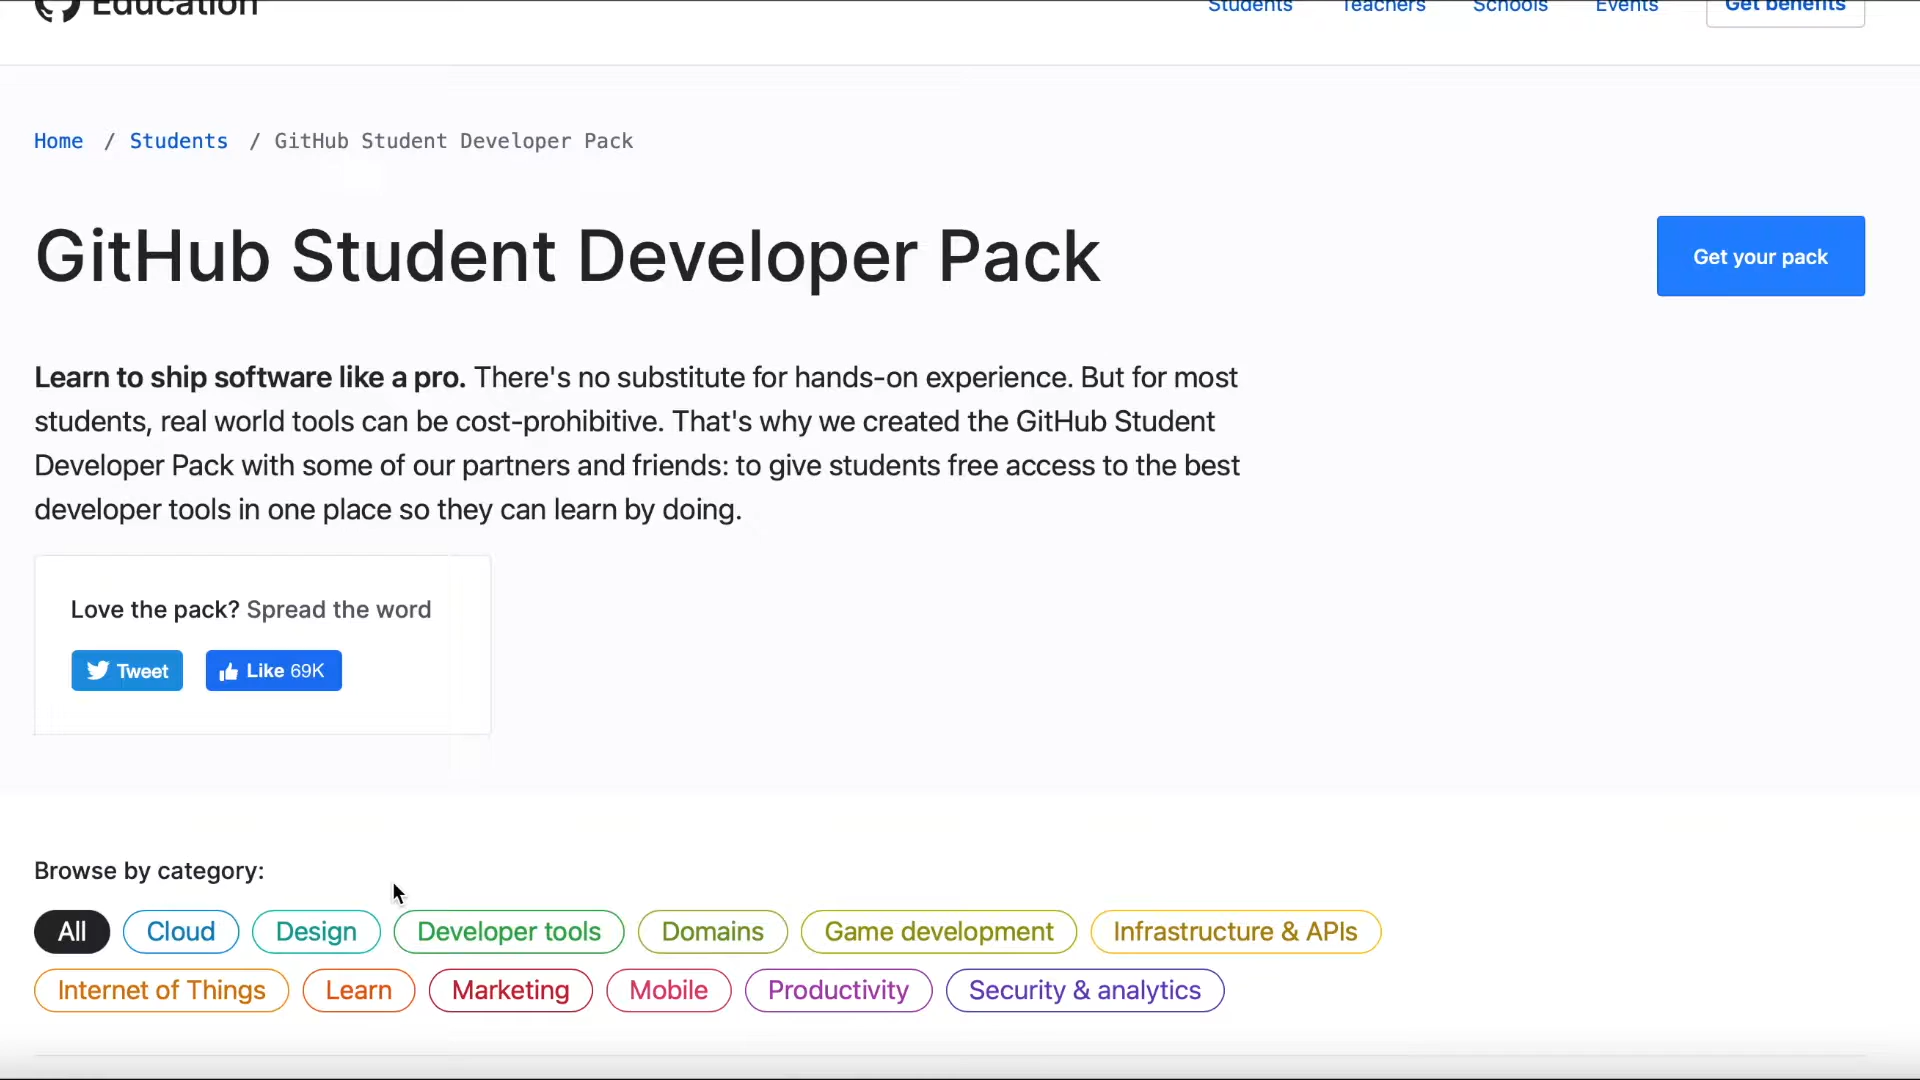 Education
Students Teachers Schools Events Get benefits
Home / Students / GitHub Student Developer Pack
GitHub Student Developer Pack
Get your pack
Learn to ship software like a pro. There's no substitute for hands-on experience. But for most
students, real world tools can be cost-prohibitive. That's why we created the GitHub Student
Developer Pack with some of our partners and friends: to give students free access to the best
developer tools in one place so they can learn by doing.
Love the pack? Spread the word
Tweet Like 69K
Browse by category:
All Cloud Design Developer tools Domains Game development Infrastructure & APIs
Internet of Things Learn Marketing Mobile Productivity Security & analytics